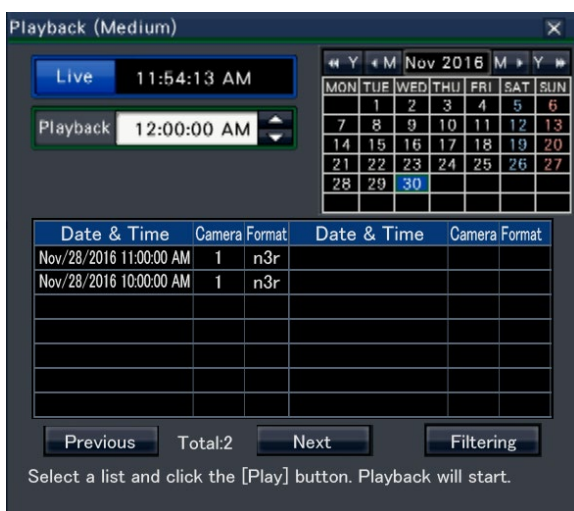 Playback (Medium)
Live 11:54:13 AM
Playback 12:00:00 AM
Y M Nov 2016 M Y
MON TUE WED THU FRI SAT SUN
1 2 3 4 5 6
7 8 9 10 11 12 13
14 15 16 17 18 19 20
21 22 23 24 25 26 27
28 29 30
Date & Time Camera Format Date & Time Camera Format
Nov/28/2016 11:00:00 AM 1 n3r
Nov/28/2016 10:00:00 AM 1 n3r
Previous Total:2 Next Filtering
Select a list and click the [Play] button. Playback will start.